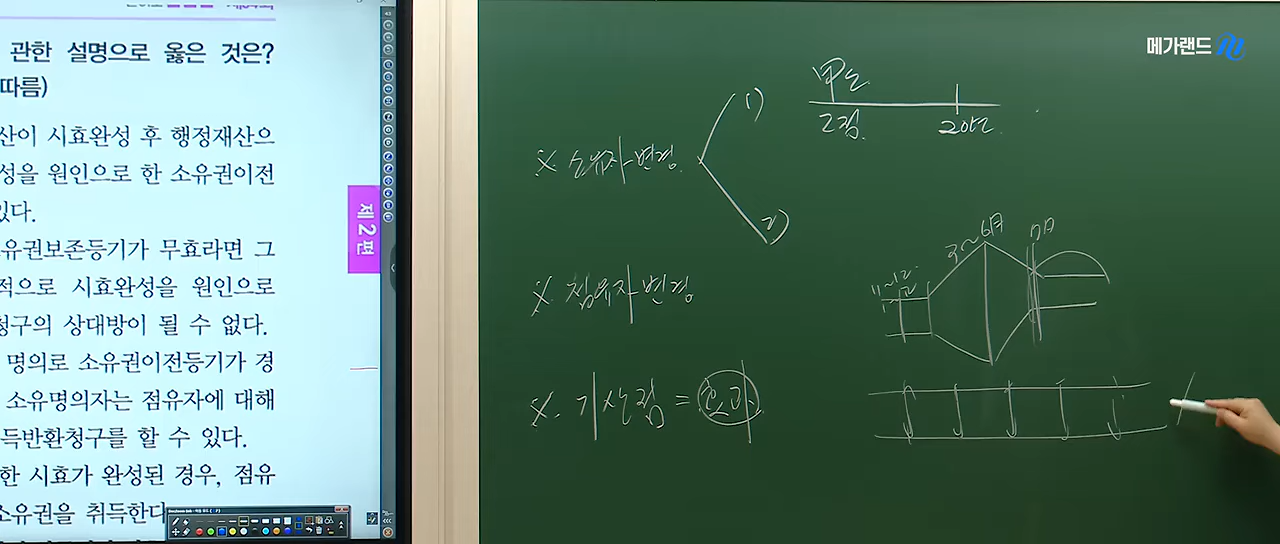 관한 설명으로 옳은 것은?
따름)
산이 시효완성 후 행정재산으
성을 원인으로 한 소유권이전
있다.
유권보존등기가 무효라면 그
적으로 시효완성을 원인으로
청구의 상대방이 될 수 없다.
명의로 소유권이전등기가 경
소유명의자는 점유자에 대해
득반환청구를 할 수 있다.
한 시효가 완성된 경우, 점유
소유권을 취득한다
제2편
메가랜드
甲
20년
※ 소유자변경
1)
2)
※ 점유자변경
3~6月
7月
11~12
※ 기산점 =